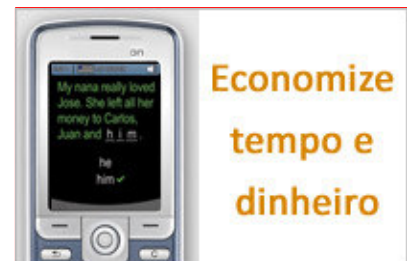 My nana really loved
Jose. She left all her
money to Carlos,
Juan and h i m .
he
him✓
Economize
tempo e
dinheiro